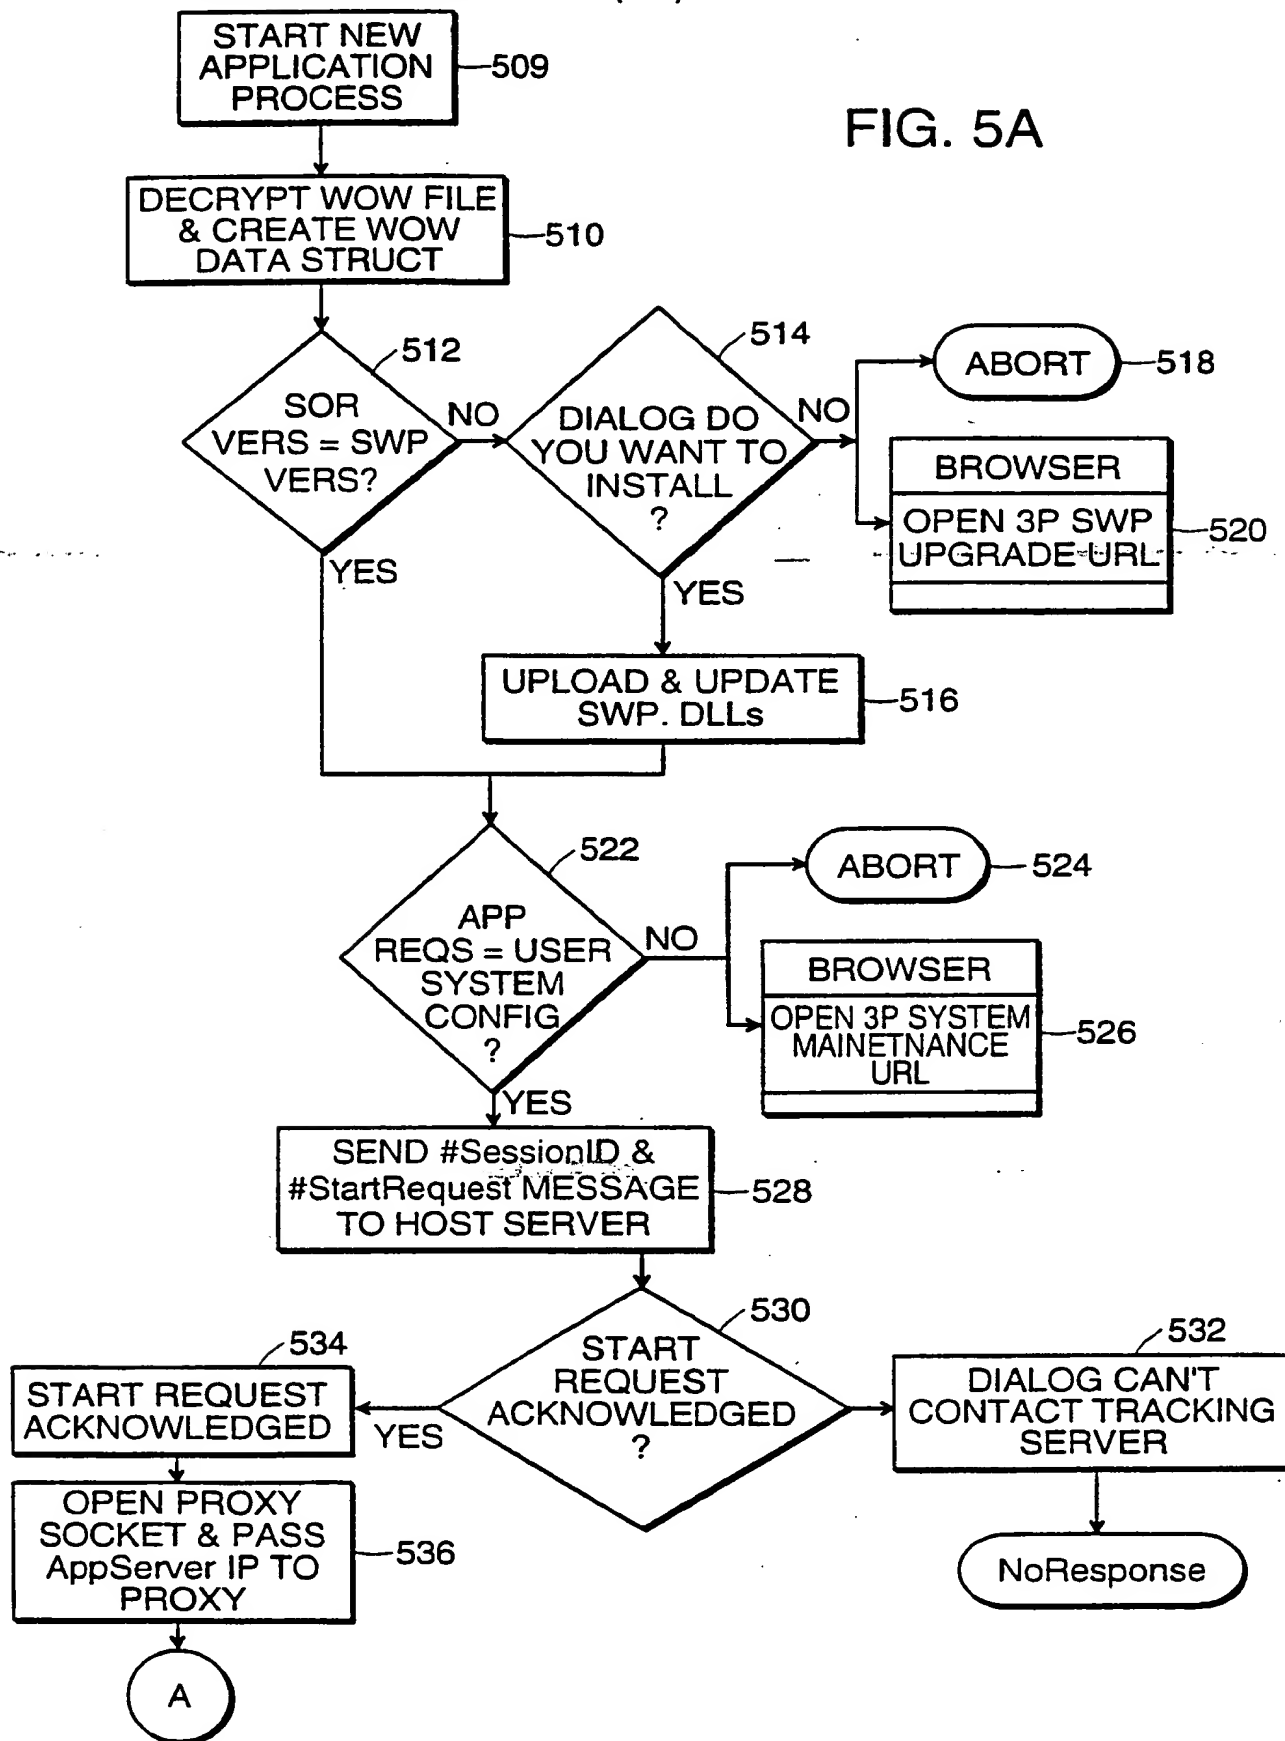 START NEW
APPLICATION
PROCESS
509
FIG. 5A
DECRYPT WOW FILE
& CREATE WOW
DATA STRUCT
510
512
SOR
VERS = SWP
VERS?
NO
YES
514
DIALOG DO
YOU WANT TO
INSTALL
?
NO
YES
ABORT
518
BROWSER
OPEN 3P SWP
UPGRADE URL
520
UPLOAD & UPDATE
SWP. DLLs
516
522
APP
REQS = USER
SYSTEM
CONFIG
?
NO
YES
ABORT
524
BROWSER
OPEN 3P SYSTEM
MAINETNANCE
URL
526
SEND #SessionID &
#StartRequest MESSAGE
TO HOST SERVER
528
530
START
REQUEST
ACKNOWLEDGED
?
YES
534
START REQUEST
ACKNOWLEDGED
532
DIALOG CAN'T
CONTACT TRACKING
SERVER
OPEN PROXY
SOCKET & PASS
AppServer IP TO
PROXY
536
NoResponse
A